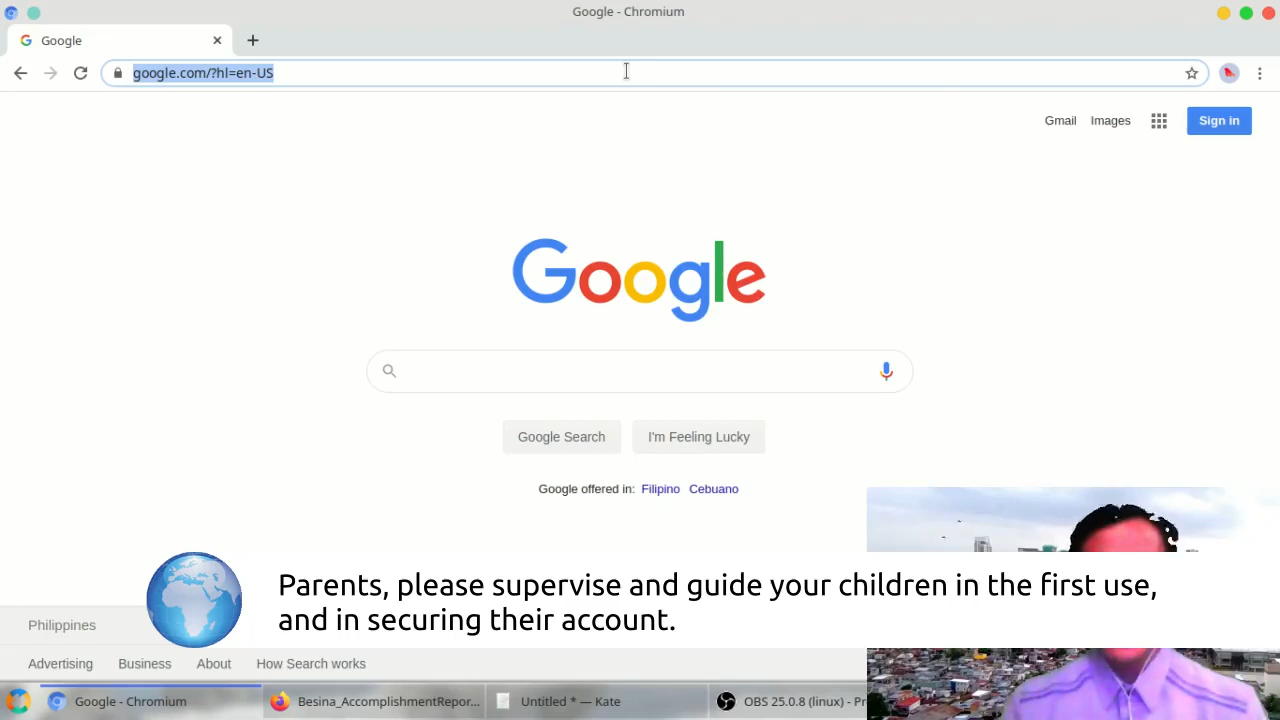 Google - Chromium
Google
google.com/?hl=en-US
Gmail Images Sign in
Google
Google Search I'm Feeling Lucky
Google offered in: Filipino Cebuano
Parents, please supervise and guide your children in the first use,
and in securing their account.
Philippines
Advertising Business About How Search works
Google - Chromium Besina_AccomplishmentRepor... Untitled * — Kate OBS 25.0.8 (linux) - Pr